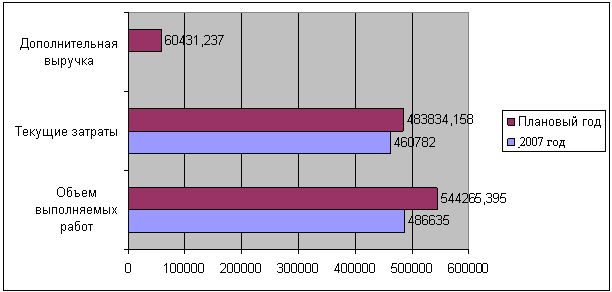 Дополнительная
выручка
60431,237
Текущие затраты
483834,158
460782
Объем
выполняемых
работ
544265,395
486635
0 100000 200000 300000 400000 500000 600000
Плановый год
2007 год